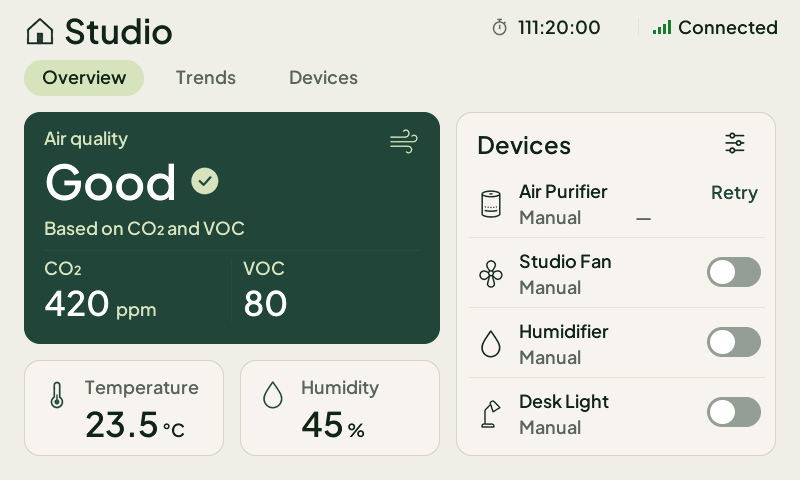 Studio
111:20:00
Connected
Overview
Trends
Devices
Air quality
Good
Based on CO₂ and VOC
CO₂
VOC
420 ppm
80
Temperature
23.5 °C
Humidity
45 %
Devices
Air Purifier
Retry
Manual
—
Studio Fan
Manual
Humidifier
Manual
Desk Light
Manual